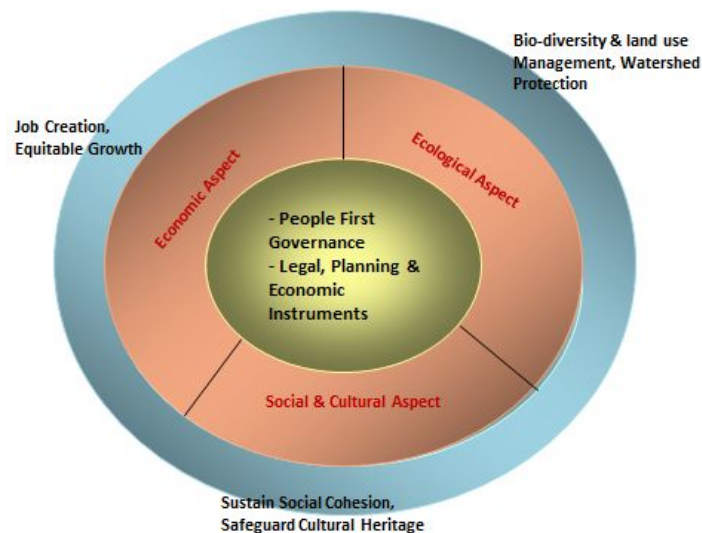 Bio-diversity & land use
Management, Watershed
Protection
Job Creation,
Equitable Growth
Economic Aspect
Ecological Aspect
- People First
Governance
- Legal, Planning &
Economic
Instruments
Social & Cultural Aspect
Sustain Social Cohesion,
Safeguard Cultural Heritage